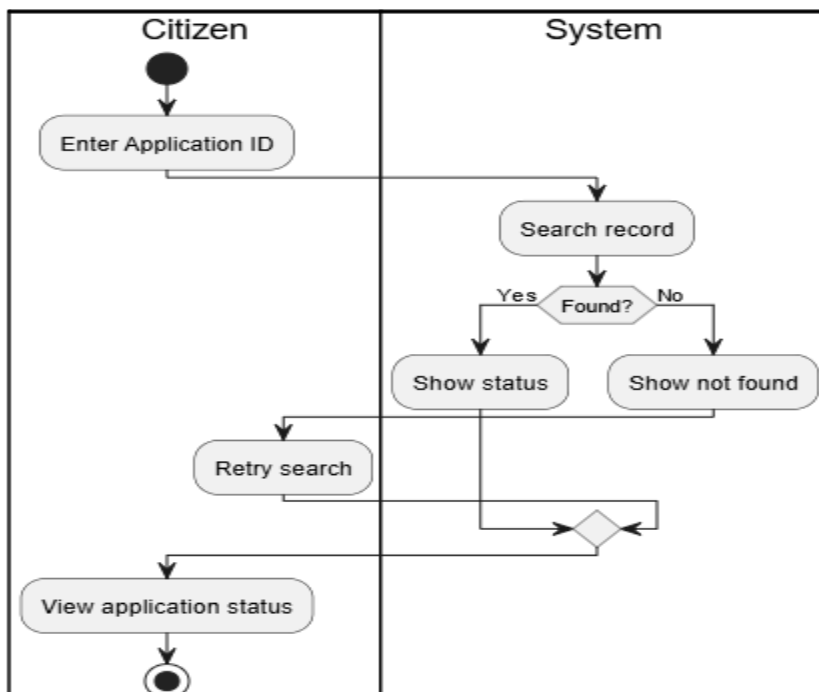 Citizen
System
Enter Application ID
Search record
Yes
Found?
No
Show status
Show not found
Retry search
View application status